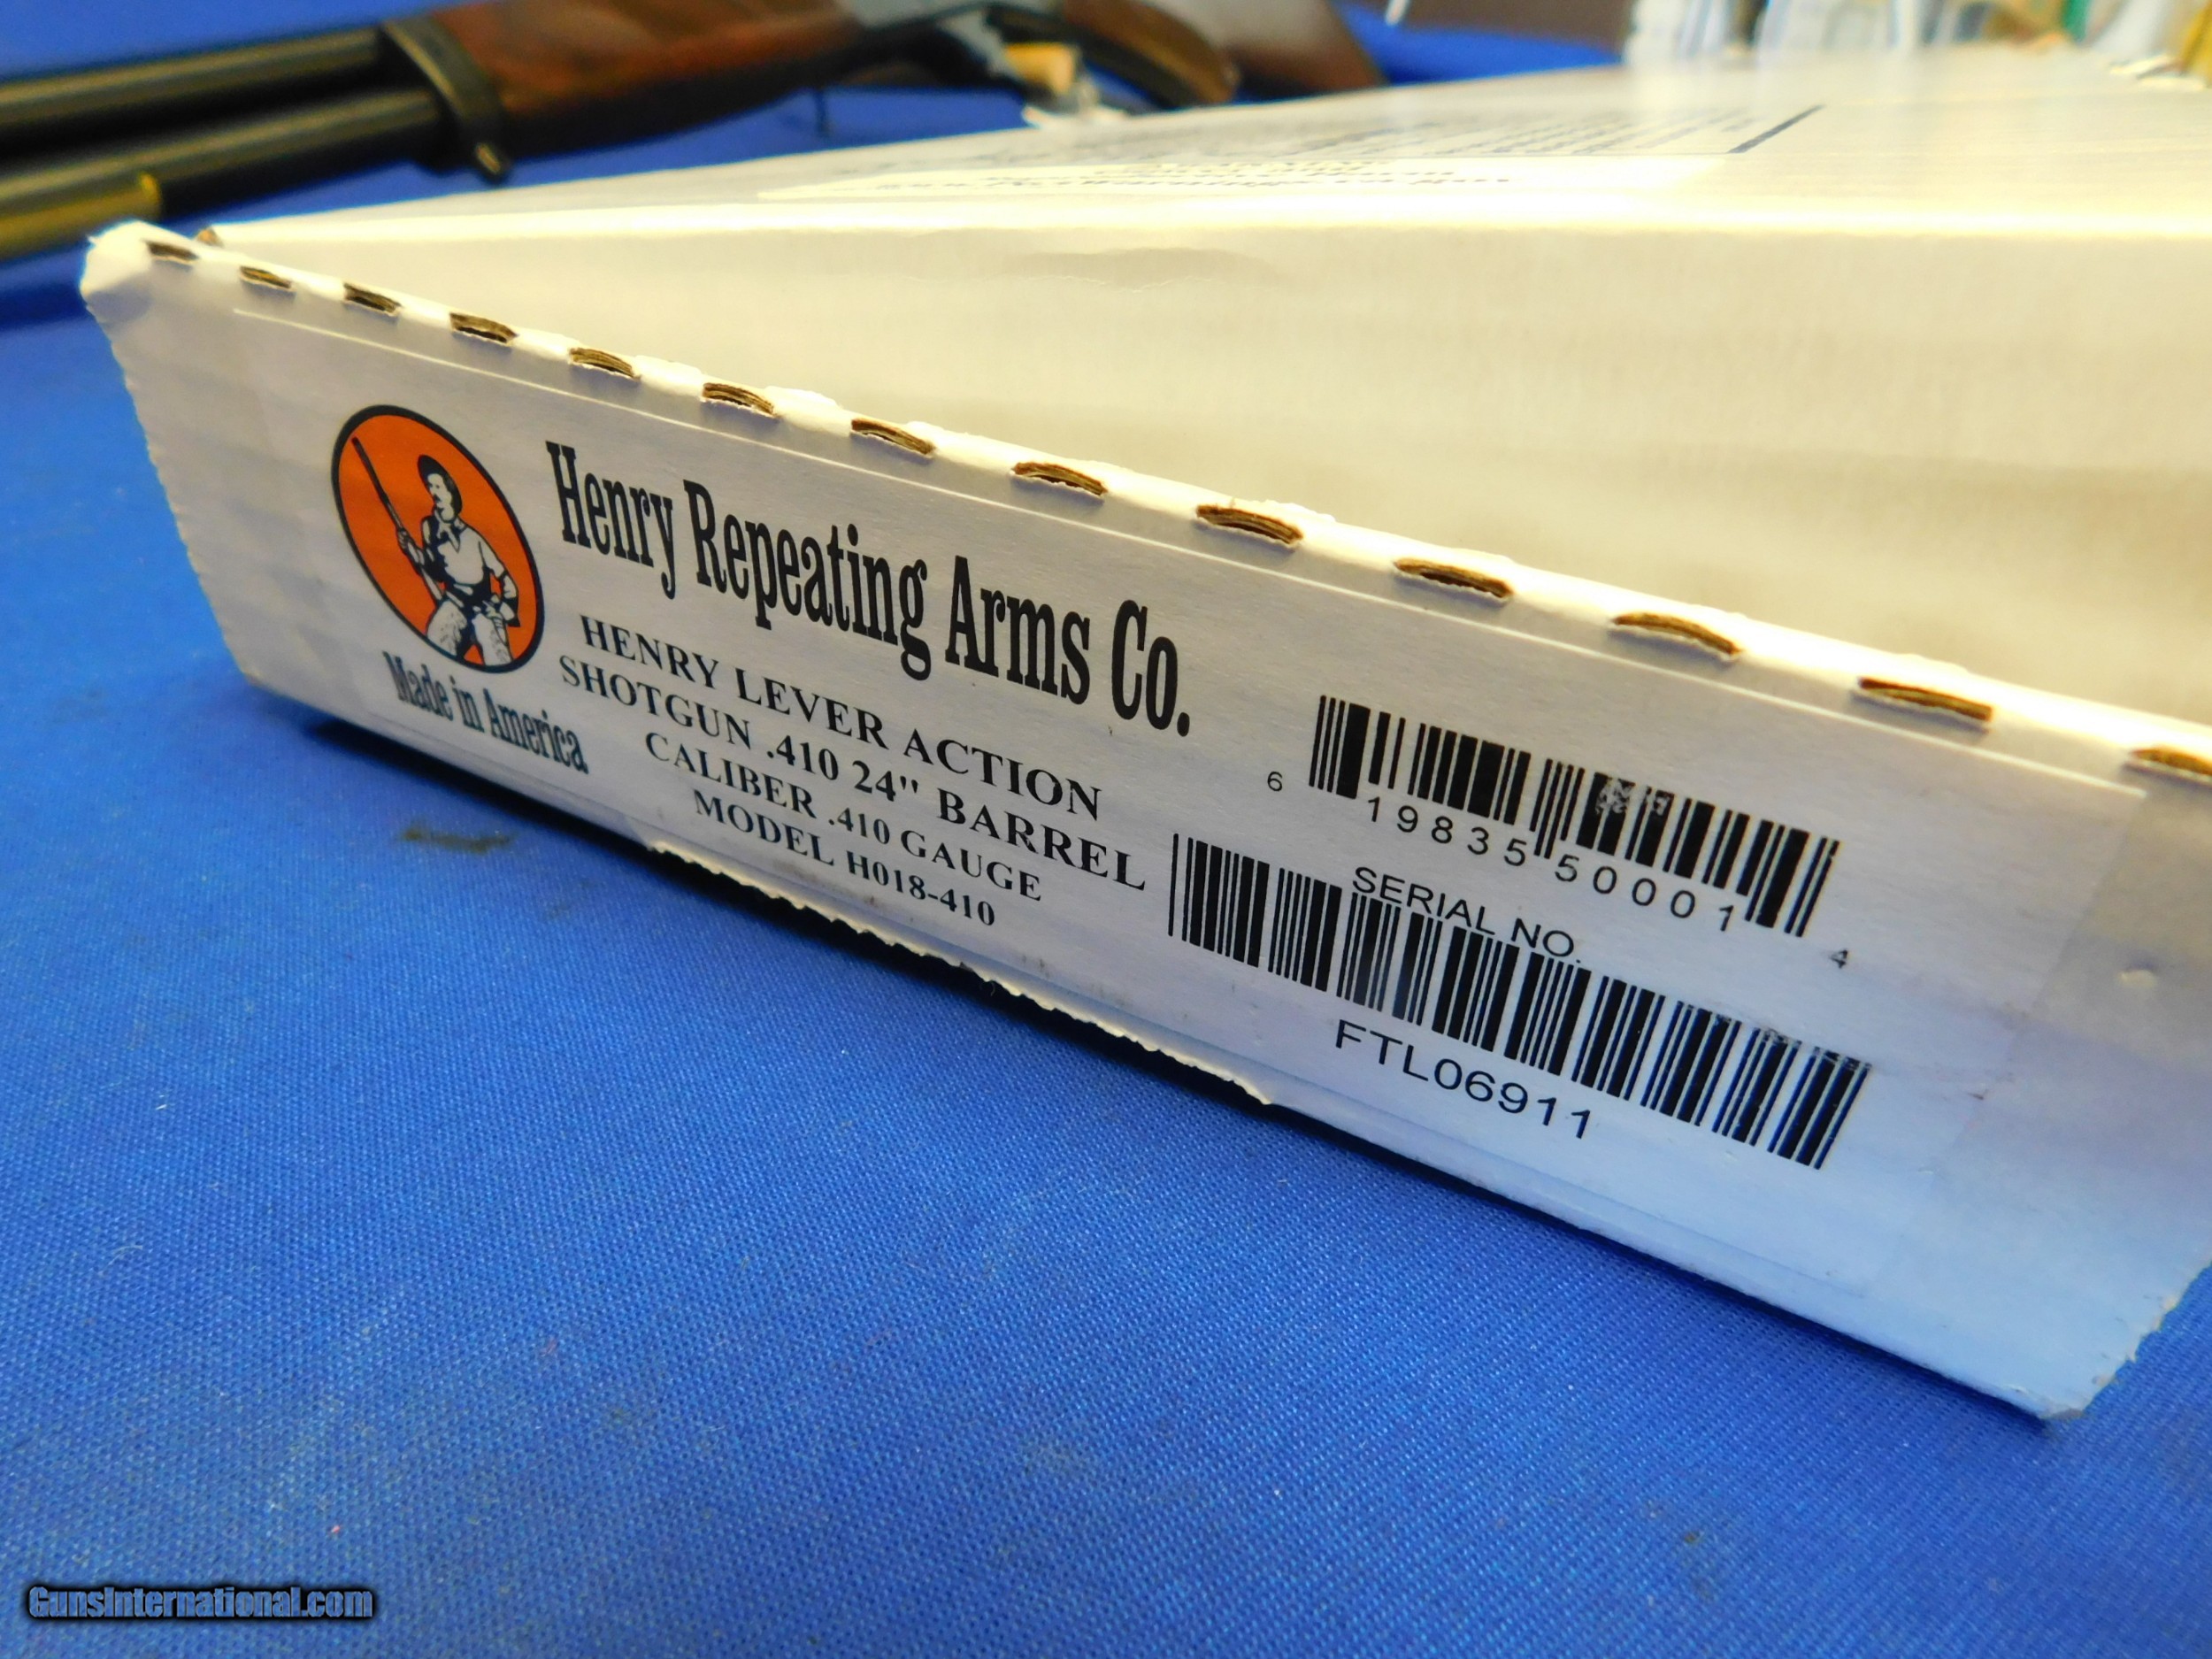 Henry Repeating Arms Co.
Made in America
HENRY LEVER ACTION
SHOTGUN .410 24" BARREL
CALIBER .410 GAUGE
MODEL H018-410
6 19835 50001 4
SERIAL NO.
FTL06911
GunsInternational.com